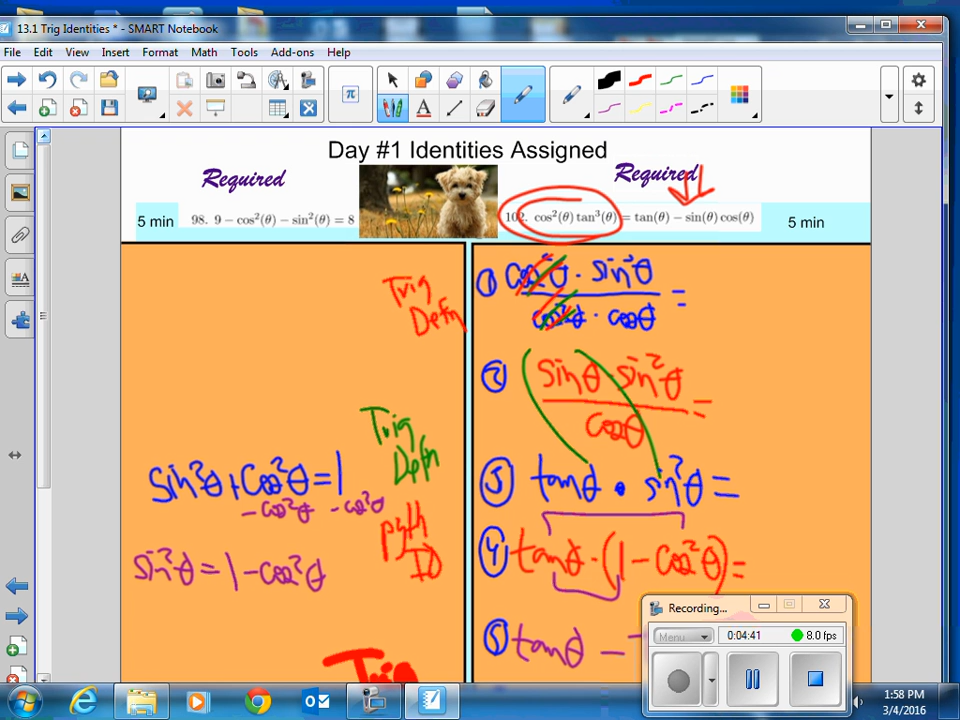 13.1 Trig Identities * - SMART Notebook
File Edit View Insert Format Math Tools Add-ons Help
π
A
Day #1 Identities Assigned
Required
Required
5 min
98. 9 − cos²(θ) − sin²(θ) = 8
102. cos²(θ) tan³(θ) = tan(θ) − sin(θ) cos(θ)
5 min
Trig
Defn
① cos²θ · sin³θ
cos²θ · cosθ =
② sinθ · sin²θ
cosθ =
Trig
Defn
sin²θ + cos²θ = 1
− cos²θ − cos²θ
③ tanθ • sin²θ =
pyth
ID
④ tanθ · (1 − cos²θ) =
sin²θ = 1 − cos²θ
⑤ tanθ −
Trig
Recording...
Menu
0:04:41
8.0 fps
1:58 PM
3/4/2016